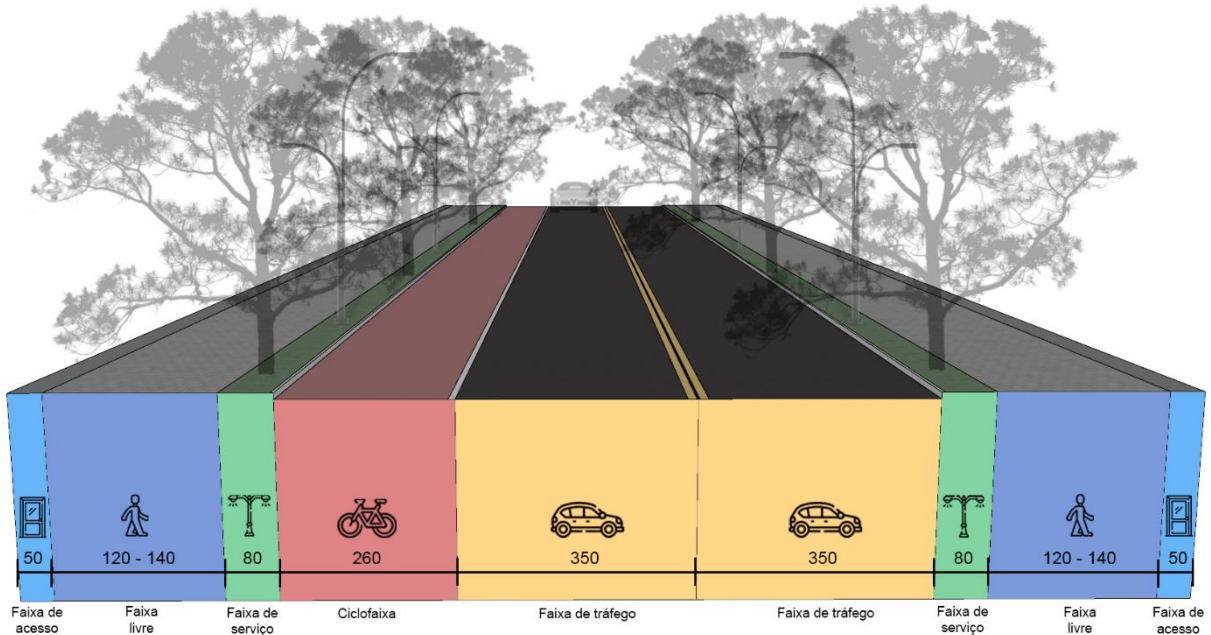 50
120 - 140
80
260
350
350
80
120 - 140
50
Faixa de
acesso
Faixa
livre
Faixa de
serviço
Ciclofaixa
Faixa de tráfego
Faixa de tráfego
Faixa de
serviço
Faixa
livre
Faixa de
acesso